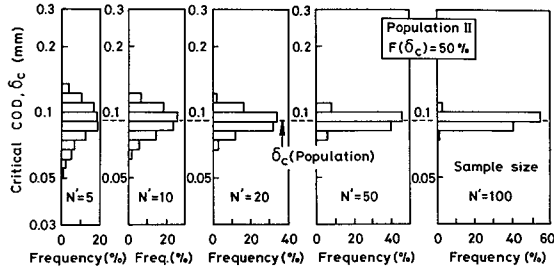 Critical COD, δc (mm)
0.3
0.1
0.05
0.03
N'=5
0 20
Frequency(%)
0.3
0.1
0.05
N'=10
0 20
Freq.(%)
0.3
0.1
0.05
N'=20
0 20 40
Frequency(%)
δc(Population)
0.3
0.1
0.05
N'=50
0 20 40
Frequency(%)
Population II
F(δc)=50%
0.3
0.1
0.05
Sample size
N'=100
0 20 40 60
Frequency(%)